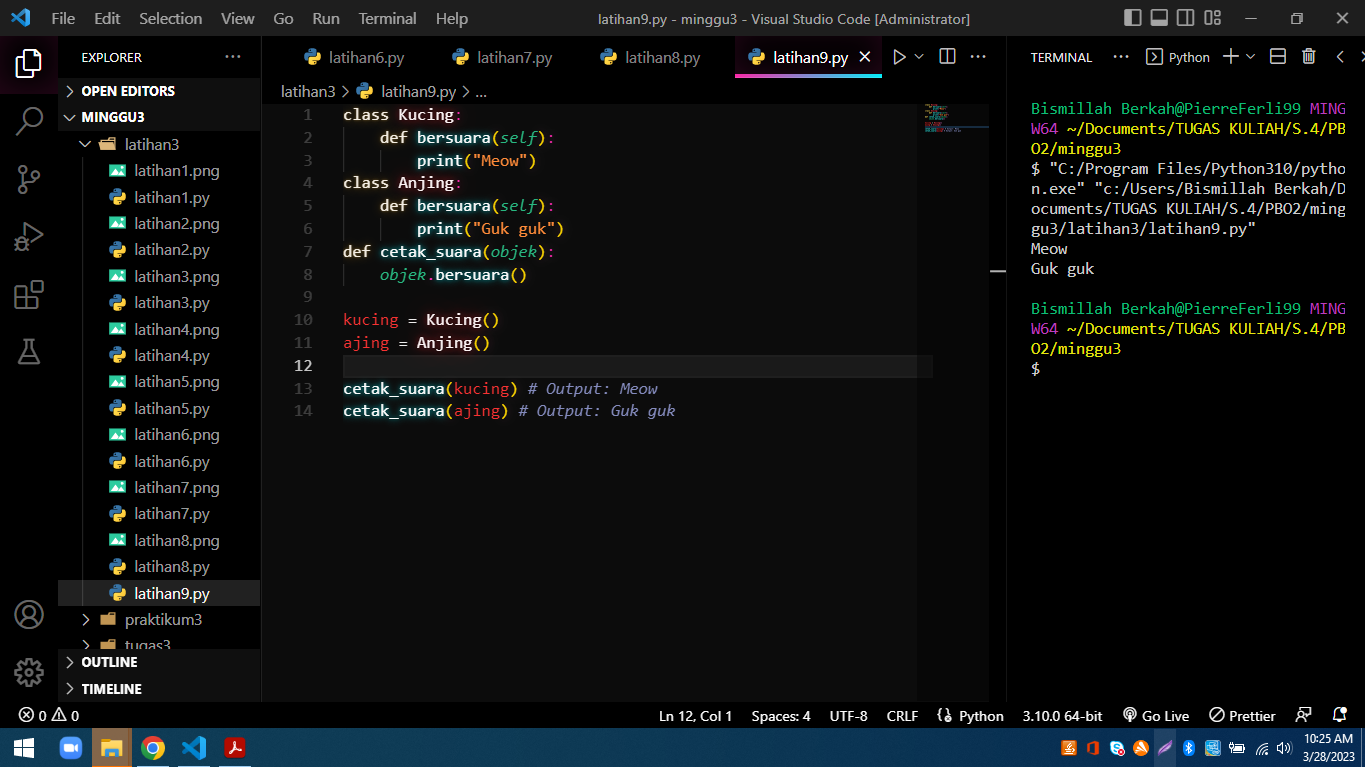 File Edit Selection View Go Run Terminal Help
latihan9.py - minggu3 - Visual Studio Code [Administrator]
EXPLORER
OPEN EDITORS
MINGGU3
latihan3
latihan1.png
latihan1.py
latihan2.png
latihan2.py
latihan3.png
latihan3.py
latihan4.png
latihan4.py
latihan5.png
latihan5.py
latihan6.png
latihan6.py
latihan7.png
latihan7.py
latihan8.png
latihan8.py
latihan9.py
praktikum3
tugas3
OUTLINE
TIMELINE
latihan6.py latihan7.py latihan8.py latihan9.py
latihan3 > latihan9.py > ...
1 class Kucing:
2 def bersuara(self):
3 print("Meow")
4 class Anjing:
5 def bersuara(self):
6 print("Guk guk")
7 def cetak_suara(objek):
8 objek.bersuara()
9
10 kucing = Kucing()
11 ajing = Anjing()
12
13 cetak_suara(kucing) # Output: Meow
14 cetak_suara(ajing) # Output: Guk guk
TERMINAL ... Python
Bismillah Berkah@PierreFerli99 MING
W64 ~/Documents/TUGAS KULIAH/S.4/PB
O2/minggu3
$ "C:/Program Files/Python310/pytho
n.exe" "c:/Users/Bismillah Berkah/D
ocuments/TUGAS KULIAH/S.4/PBO2/ming
gu3/latihan3/latihan9.py"
Meow
Guk guk
Bismillah Berkah@PierreFerli99 MING
W64 ~/Documents/TUGAS KULIAH/S.4/PB
O2/minggu3
$
0 0 Ln 12, Col 1 Spaces: 4 UTF-8 CRLF Python 3.10.0 64-bit Go Live Prettier
10:25 AM
3/28/2023